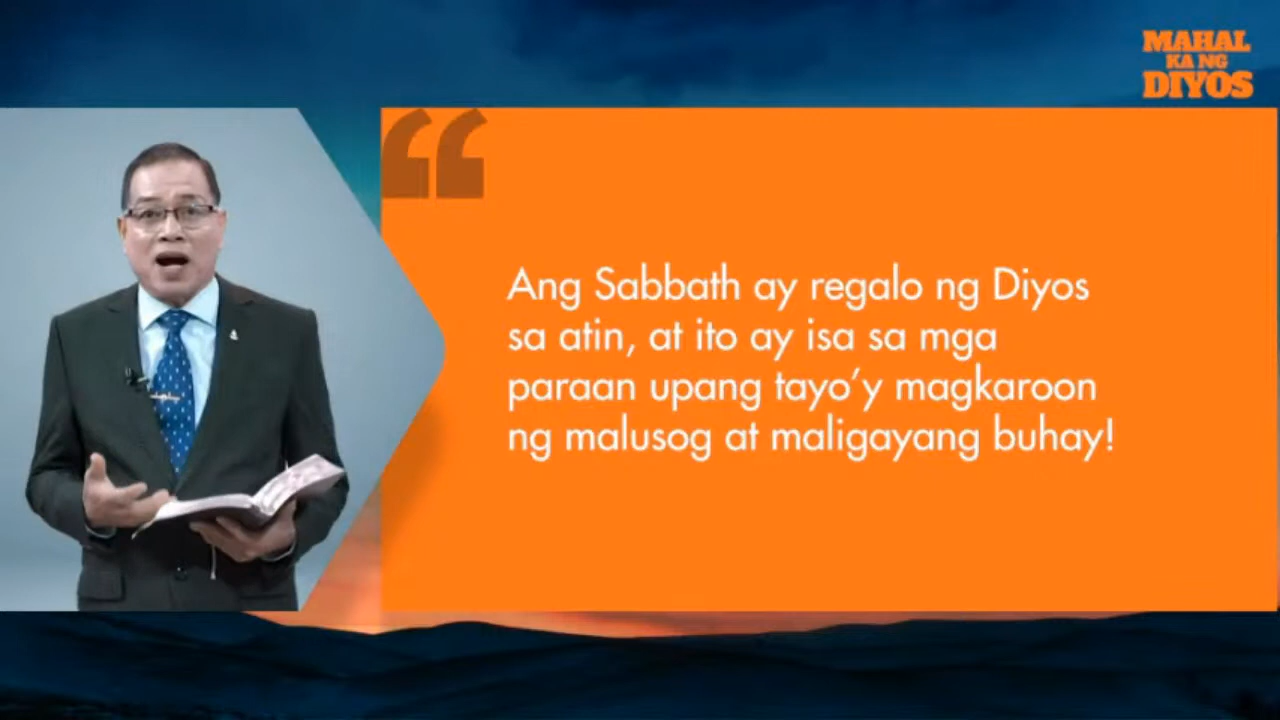 MAHAL
KA NG
DIYOS
“
Ang Sabbath ay regalo ng Diyos
sa atin, at ito ay isa sa mga
paraan upang tayo’y magkaroon
ng malusog at maligayang buhay!